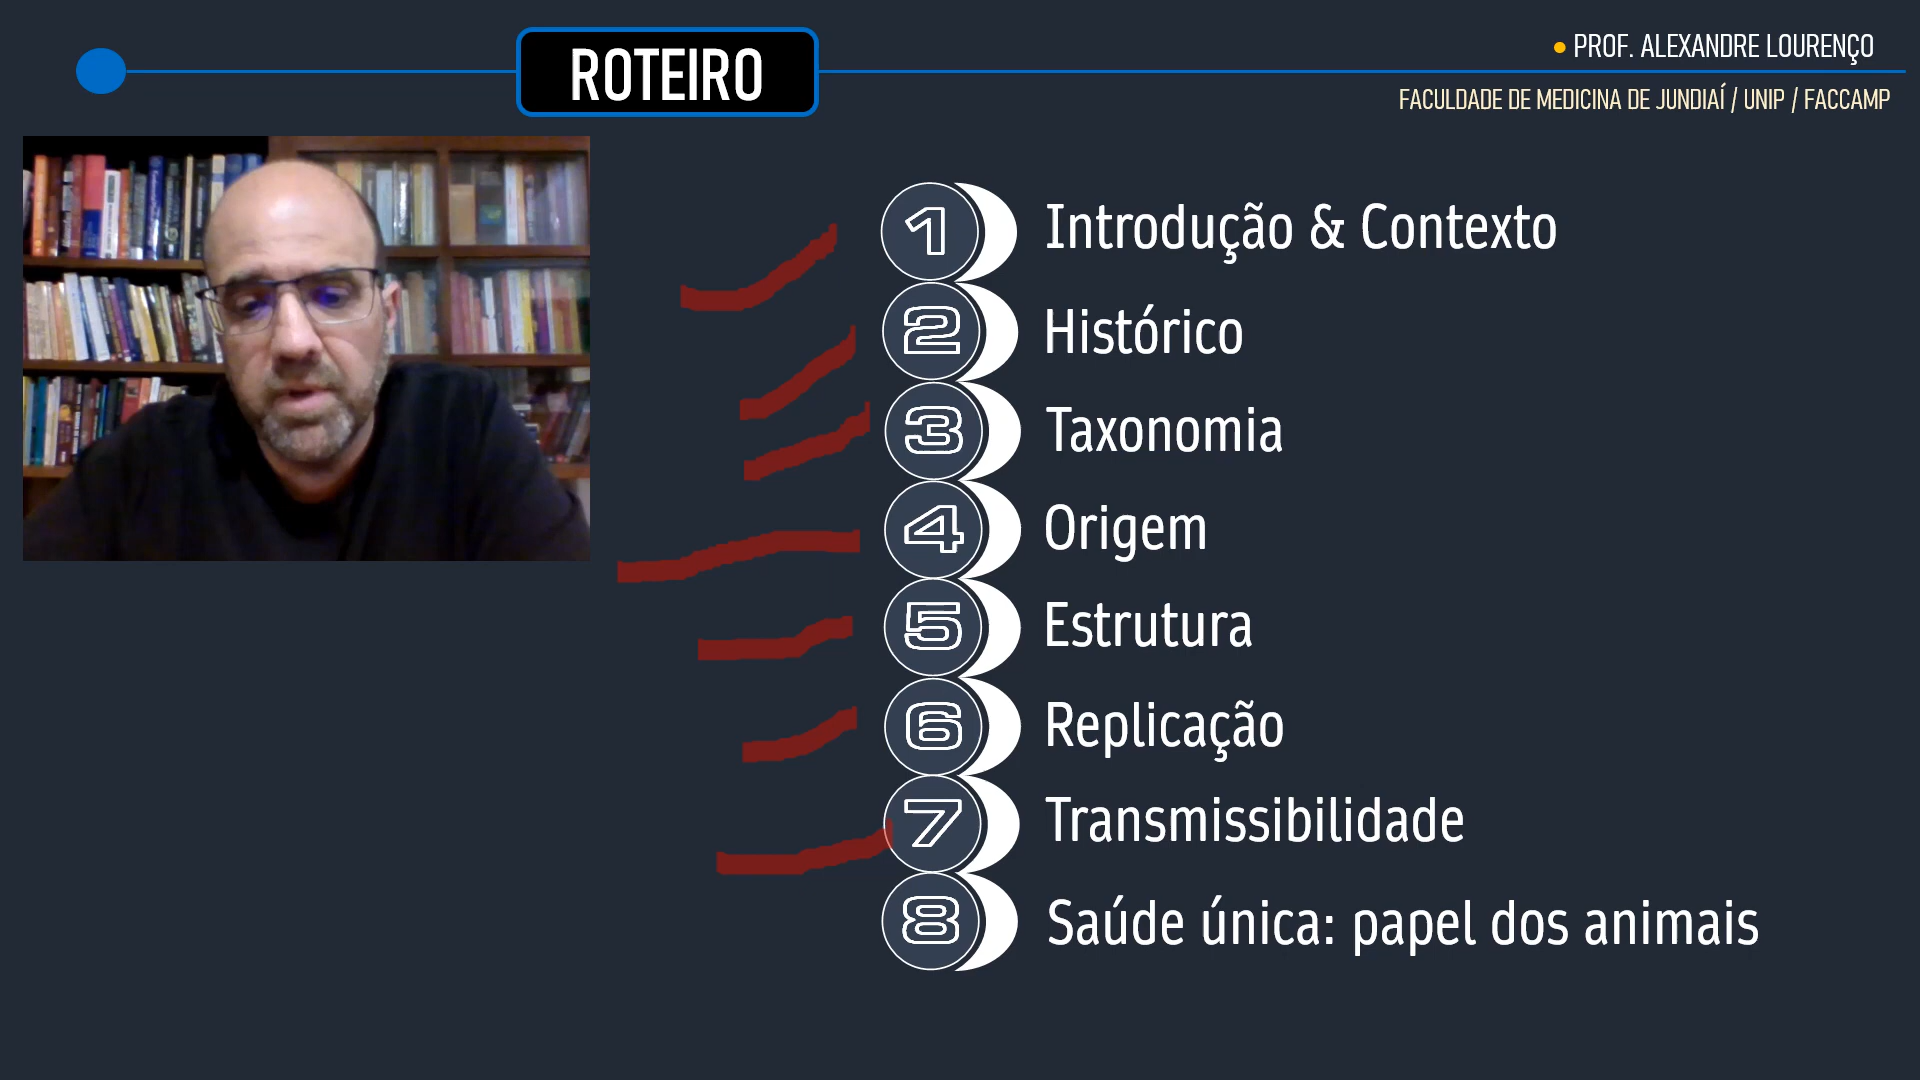 ROTEIRO
PROF. ALEXANDRE LOURENÇO
FACULDADE DE MEDICINA DE JUNDIAÍ / UNIP / FACCAMP
1 Introdução & Contexto
2 Histórico
3 Taxonomia
4 Origem
5 Estrutura
6 Replicação
7 Transmissibilidade
8 Saúde única: papel dos animais